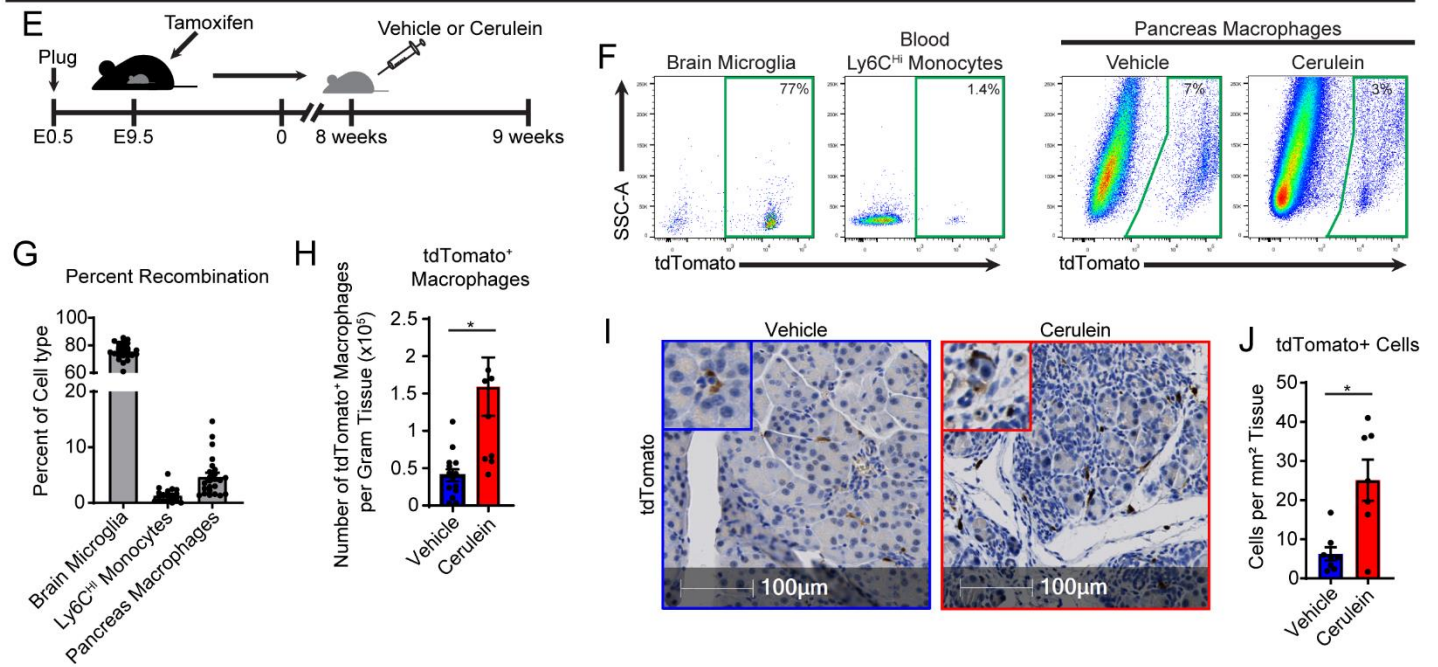 E
Tamoxifen
Vehicle or Cerulein
Plug
E0.5 E9.5 0 8 weeks 9 weeks
F
Brain Microglia
Blood
Ly6C^Hi Monocytes
Pancreas Macrophages
Vehicle Cerulein
77% 1.4% 7% 3%
SSC-A
tdTomato
tdTomato
G
Percent Recombination
Percent of Cell type
100
80
60
20
10
0
Brain Microglia
Ly6C^HI Monocytes
Pancreas Macrophages
H
tdTomato⁺
Macrophages
Number of tdTomato⁺ Macrophages
per Gram Tissue (x10⁵)
2.5
2
1.5
1
0.5
0
*
Vehicle
Cerulein
I
Vehicle Cerulein
tdTomato
100μm 100μm
J
tdTomato+ Cells
Cells per mm² Tissue
50
40
30
20
10
0
*
Vehicle
Cerulein